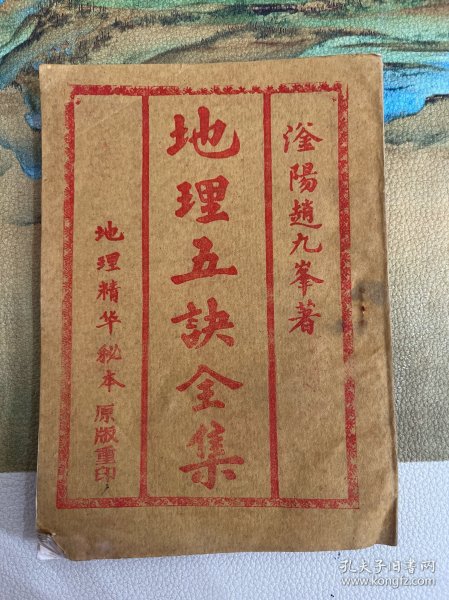 滏陽趙九峯著
地理五訣全集
地理精华秘本 原版重印
孔夫子旧书网
www.kongfz.com